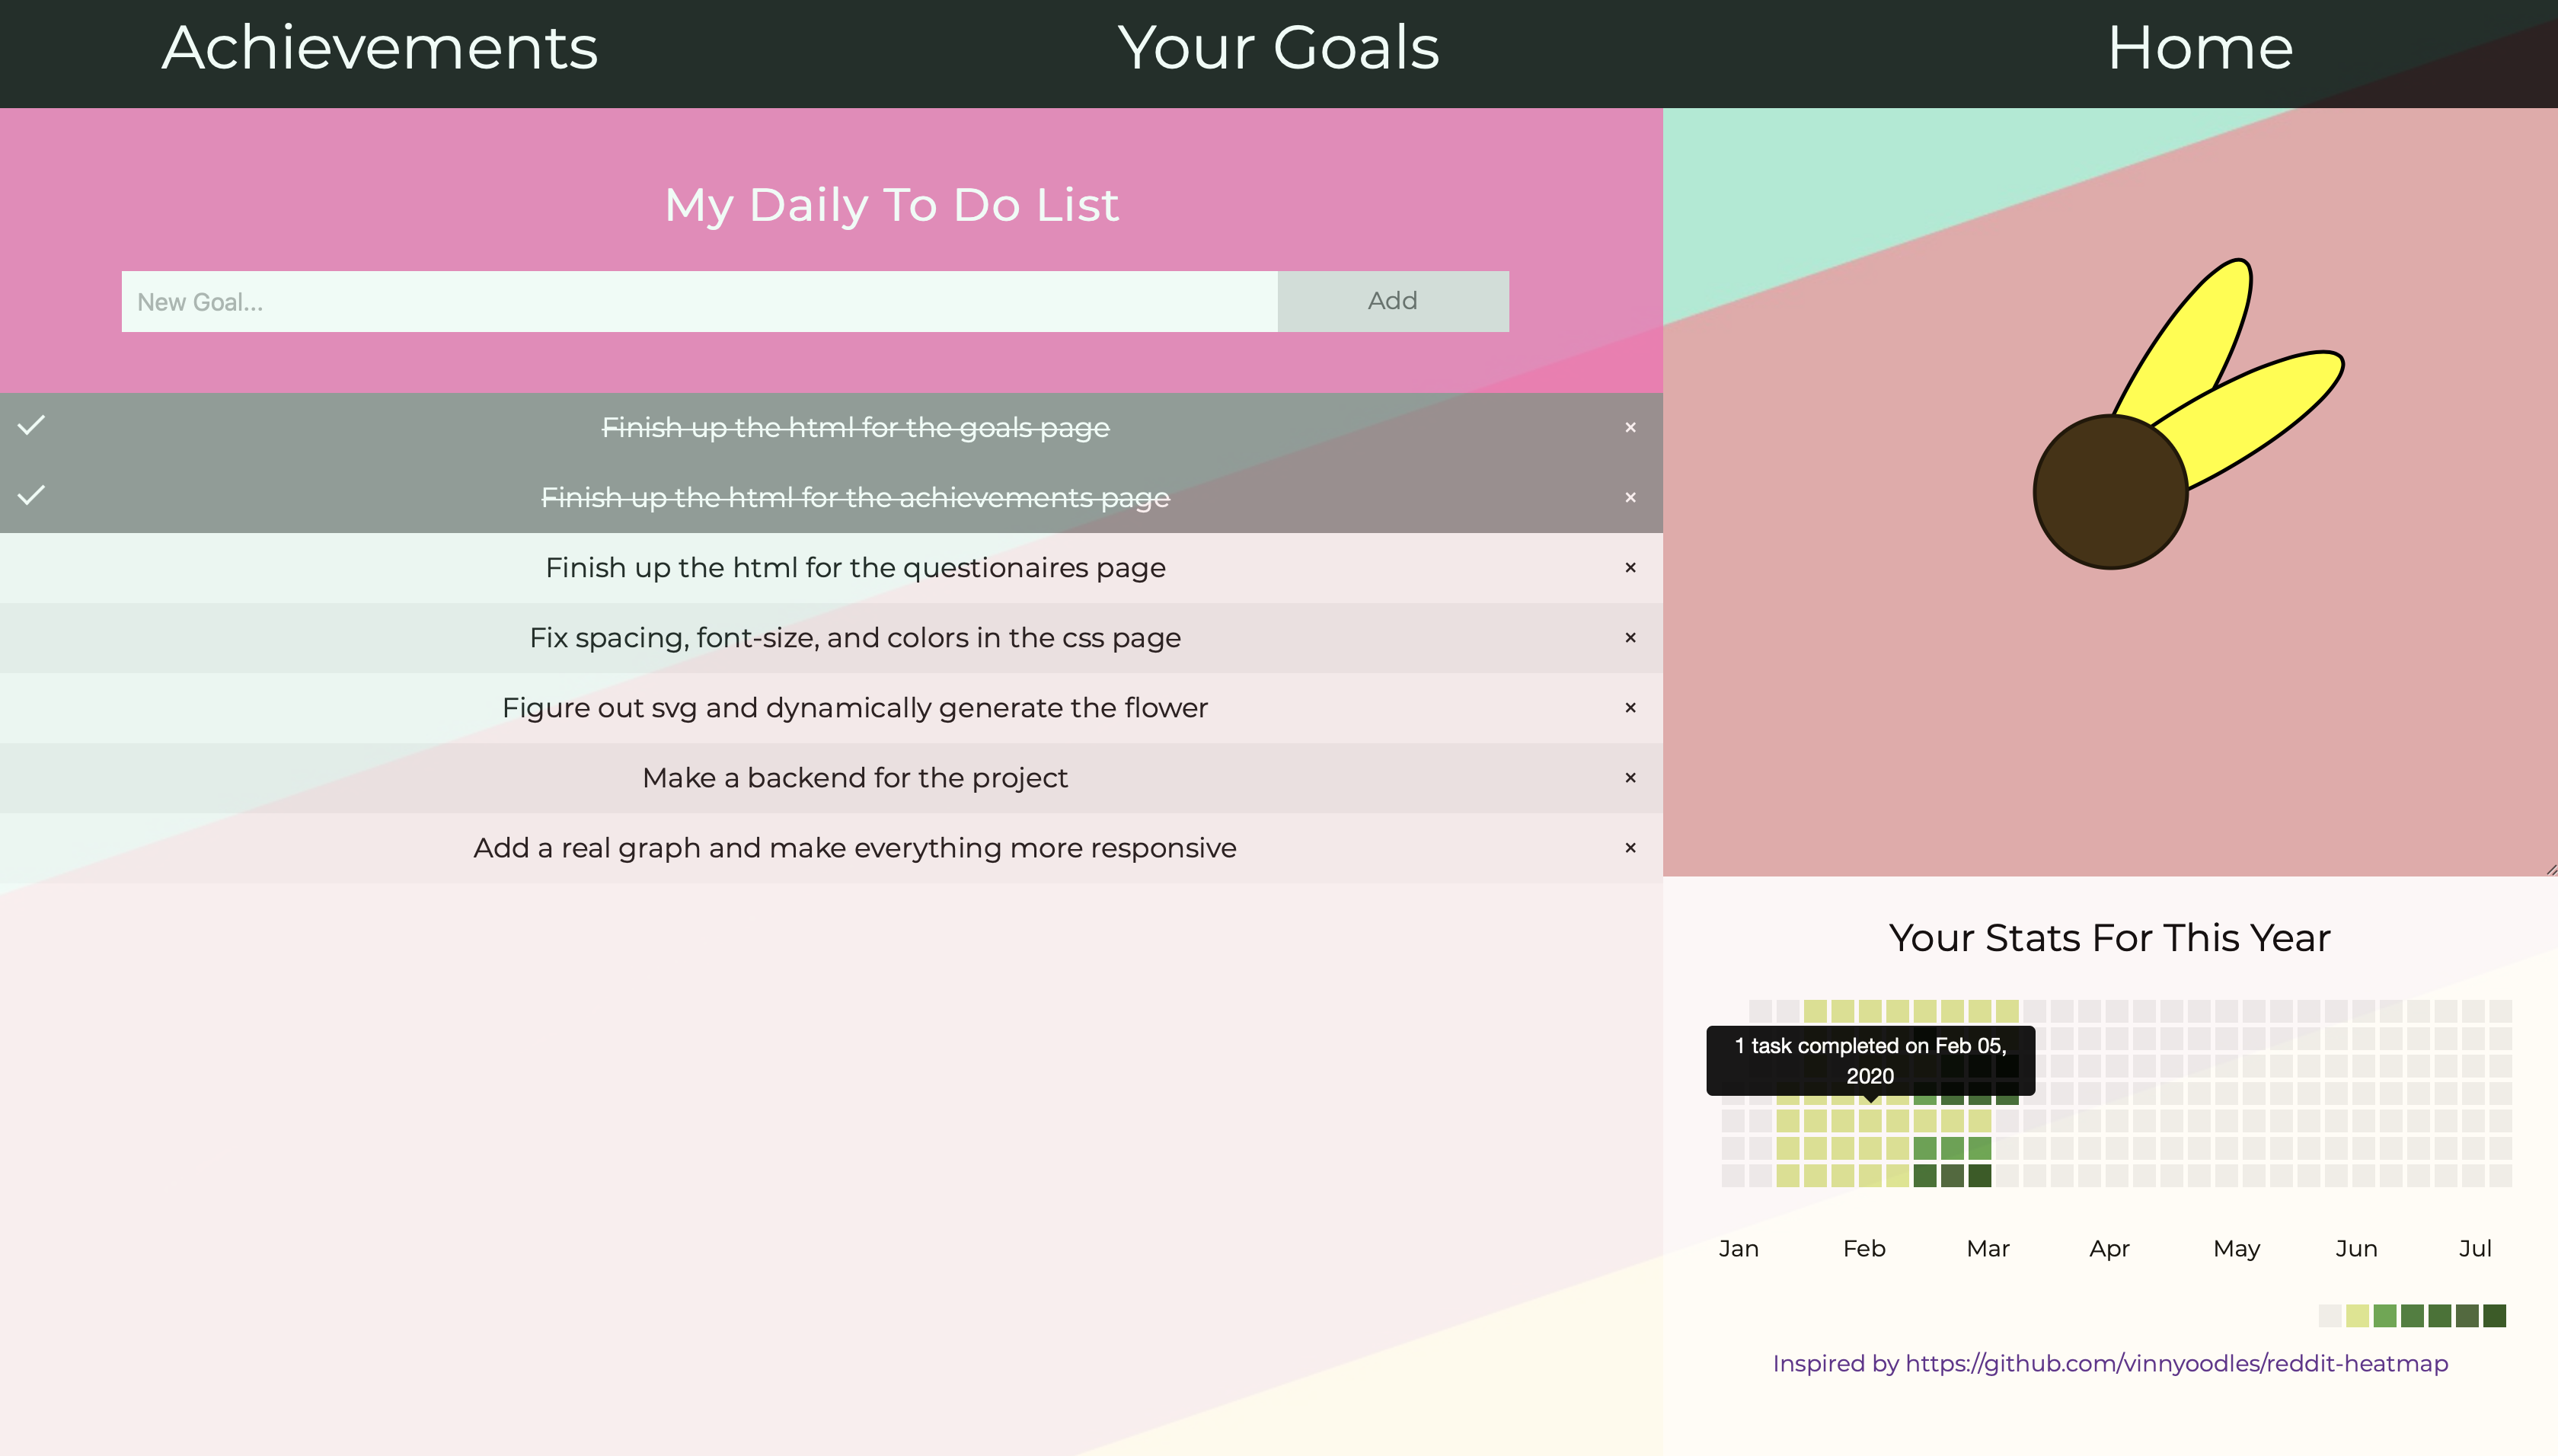 Achievements
Your Goals
Home
My Daily To Do List
New Goal...
Add
Finish up the html for the goals page ×
Finish up the html for the achievements page ×
Finish up the html for the questionaires page ×
Fix spacing, font-size, and colors in the css page ×
Figure out svg and dynamically generate the flower ×
Make a backend for the project ×
Add a real graph and make everything more responsive ×
Your Stats For This Year
1 task completed on Feb 05,
2020
Jan Feb Mar Apr May Jun Jul
Inspired by https://github.com/vinnyoodles/reddit-heatmap